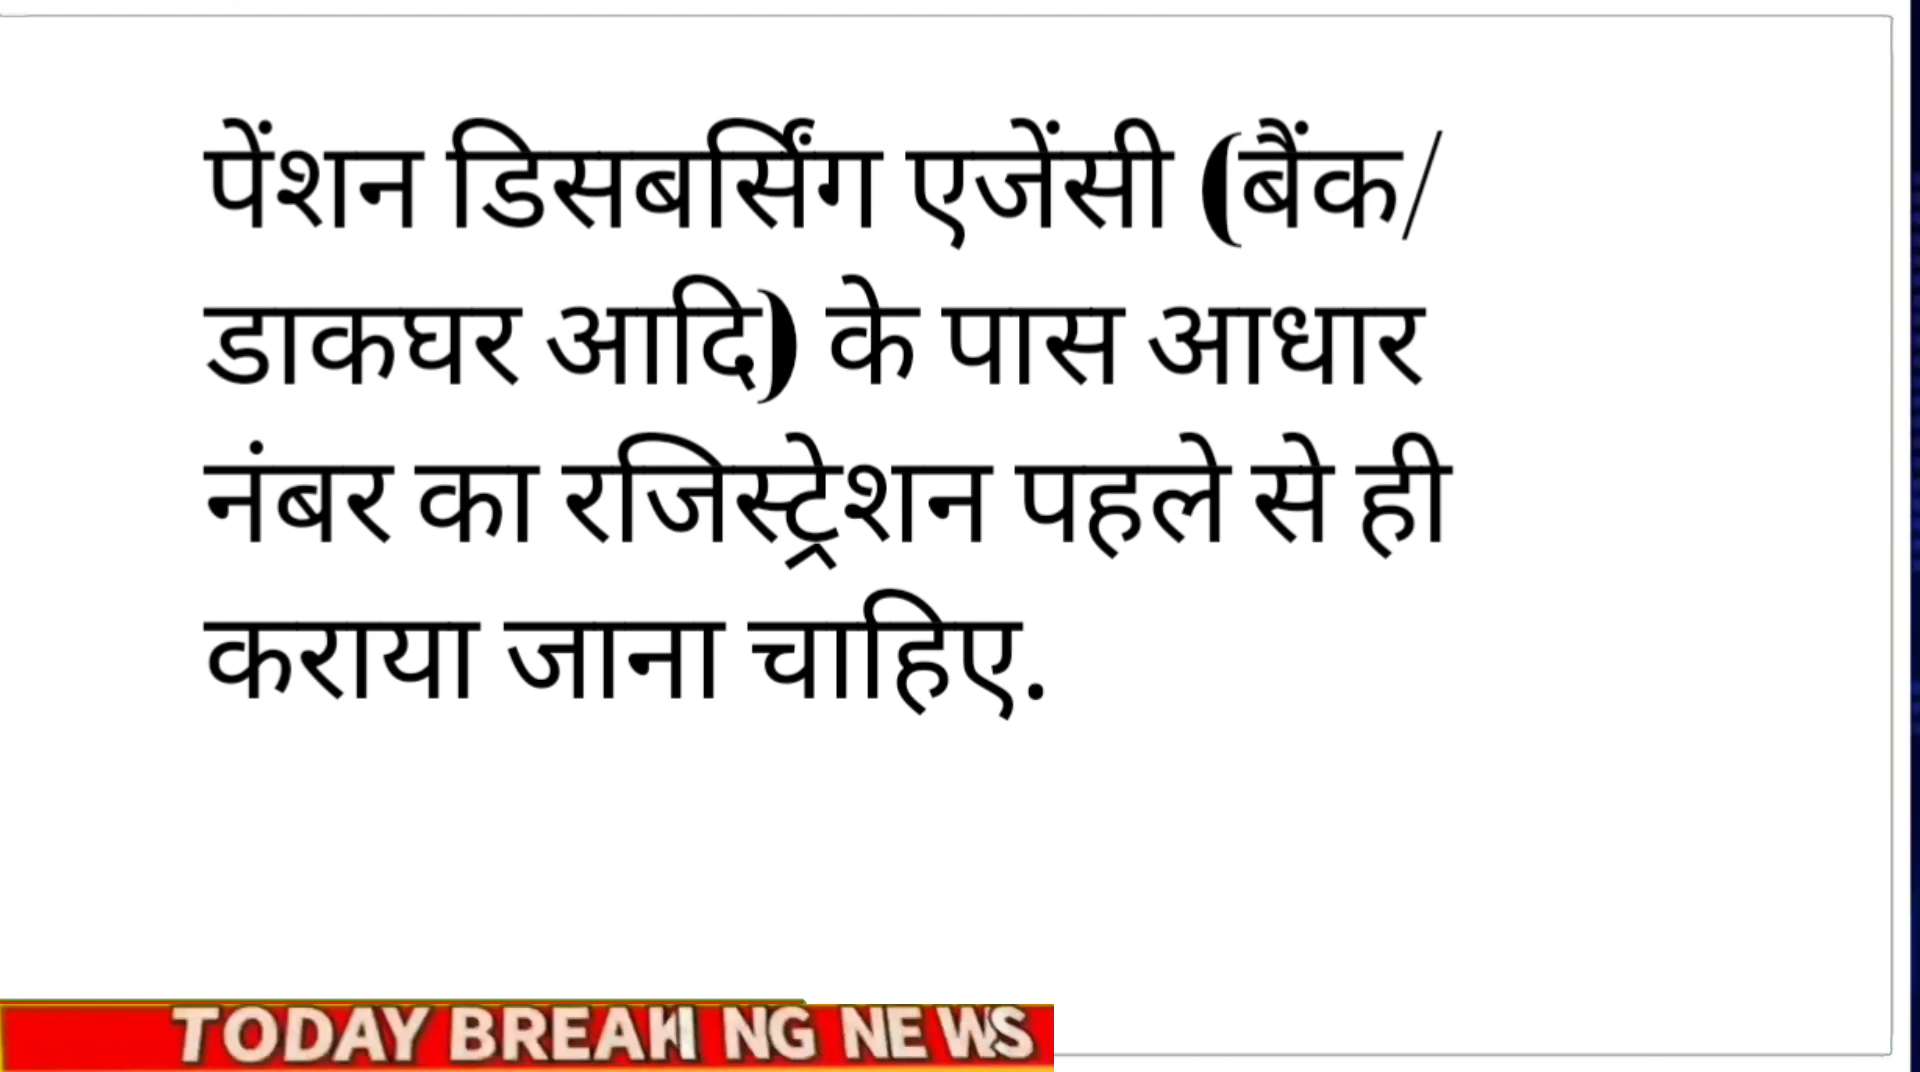 पेंशन डिसबर्सिंग एजेंसी (बैंक/
डाकघर आदि) के पास आधार
नंबर का रजिस्ट्रेशन पहले से ही
कराया जाना चाहिए.
TODAY BREAKING NEWS